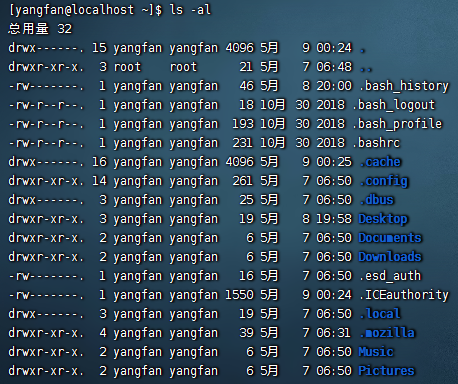 [yangfan@localhost ~]$ ls -al
总用量 32
drwx------. 15 yangfan yangfan 4096 5月   9 00:24 .
drwxr-xr-x.  3 root    root      21 5月   7 06:48 ..
-rw-------.  1 yangfan yangfan   46 5月   8 20:00 .bash_history
-rw-r--r--.  1 yangfan yangfan   18 10月 30 2018 .bash_logout
-rw-r--r--.  1 yangfan yangfan  193 10月 30 2018 .bash_profile
-rw-r--r--.  1 yangfan yangfan  231 10月 30 2018 .bashrc
drwx------. 16 yangfan yangfan 4096 5月   9 00:25 .cache
drwxr-xr-x. 14 yangfan yangfan  261 5月   7 06:50 .config
drwx------.  3 yangfan yangfan   25 5月   7 06:50 .dbus
drwxr-xr-x.  3 yangfan yangfan   19 5月   8 19:58 Desktop
drwxr-xr-x.  2 yangfan yangfan    6 5月   7 06:50 Documents
drwxr-xr-x.  2 yangfan yangfan    6 5月   7 06:50 Downloads
-rw-------.  1 yangfan yangfan   16 5月   7 06:50 .esd_auth
-rw-------.  1 yangfan yangfan 1550 5月   9 00:24 .ICEauthority
drwx------.  3 yangfan yangfan   19 5月   7 06:50 .local
drwxr-xr-x.  4 yangfan yangfan   39 5月   7 06:31 .mozilla
drwxr-xr-x.  2 yangfan yangfan    6 5月   7 06:50 Music
drwxr-xr-x.  2 yangfan yangfan    6 5月   7 06:50 Pictures